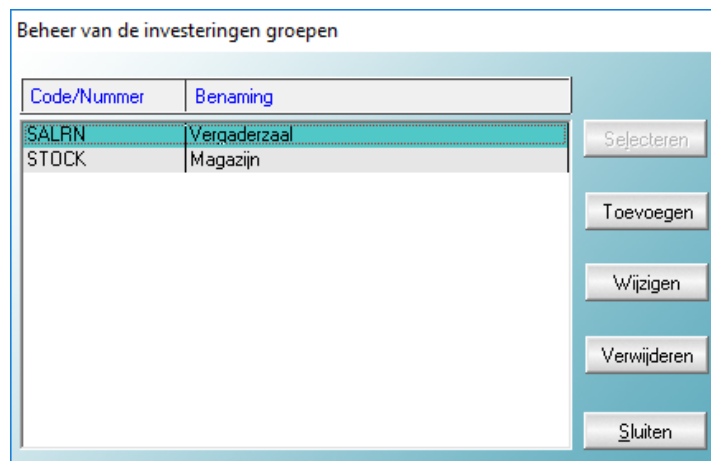 Beheer van de investeringen groepen
Code/Nummer Benaming
SALRN Vergaderzaal
STOCK Magazijn
Selecteren
Toevoegen
Wijzigen
Verwijderen
Sluiten